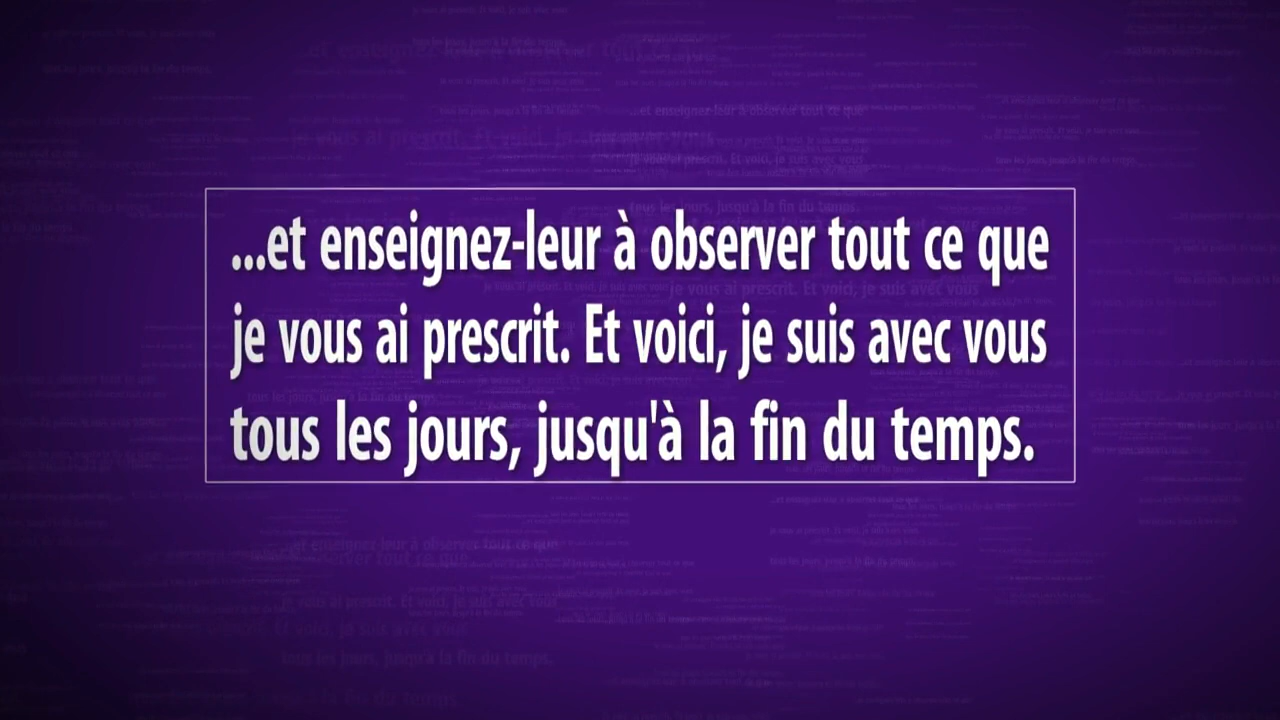 ...et enseignez-leur à observer tout ce que
je vous ai prescrit. Et voici, je suis avec vous
tous les jours, jusqu'à la fin du temps.